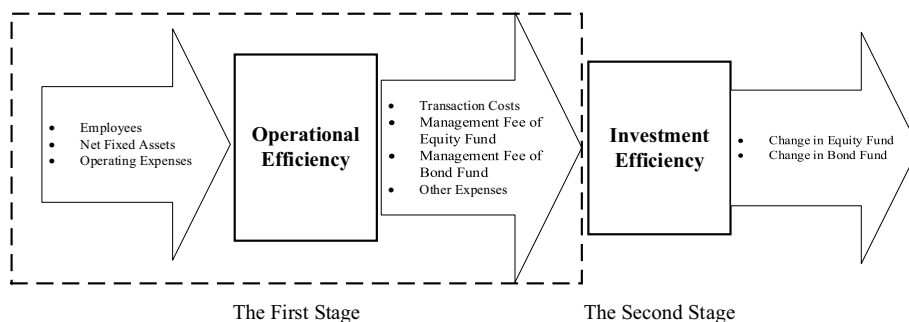 • Employees
• Net Fixed Assets
• Operating Expenses
Operational
Efficiency
• Transaction Costs
• Management Fee of
Equity Fund
• Management Fee of
Bond Fund
• Other Expenses
Investment
Efficiency
• Change in Equity Fund
• Change in Bond Fund
The First Stage
The Second Stage